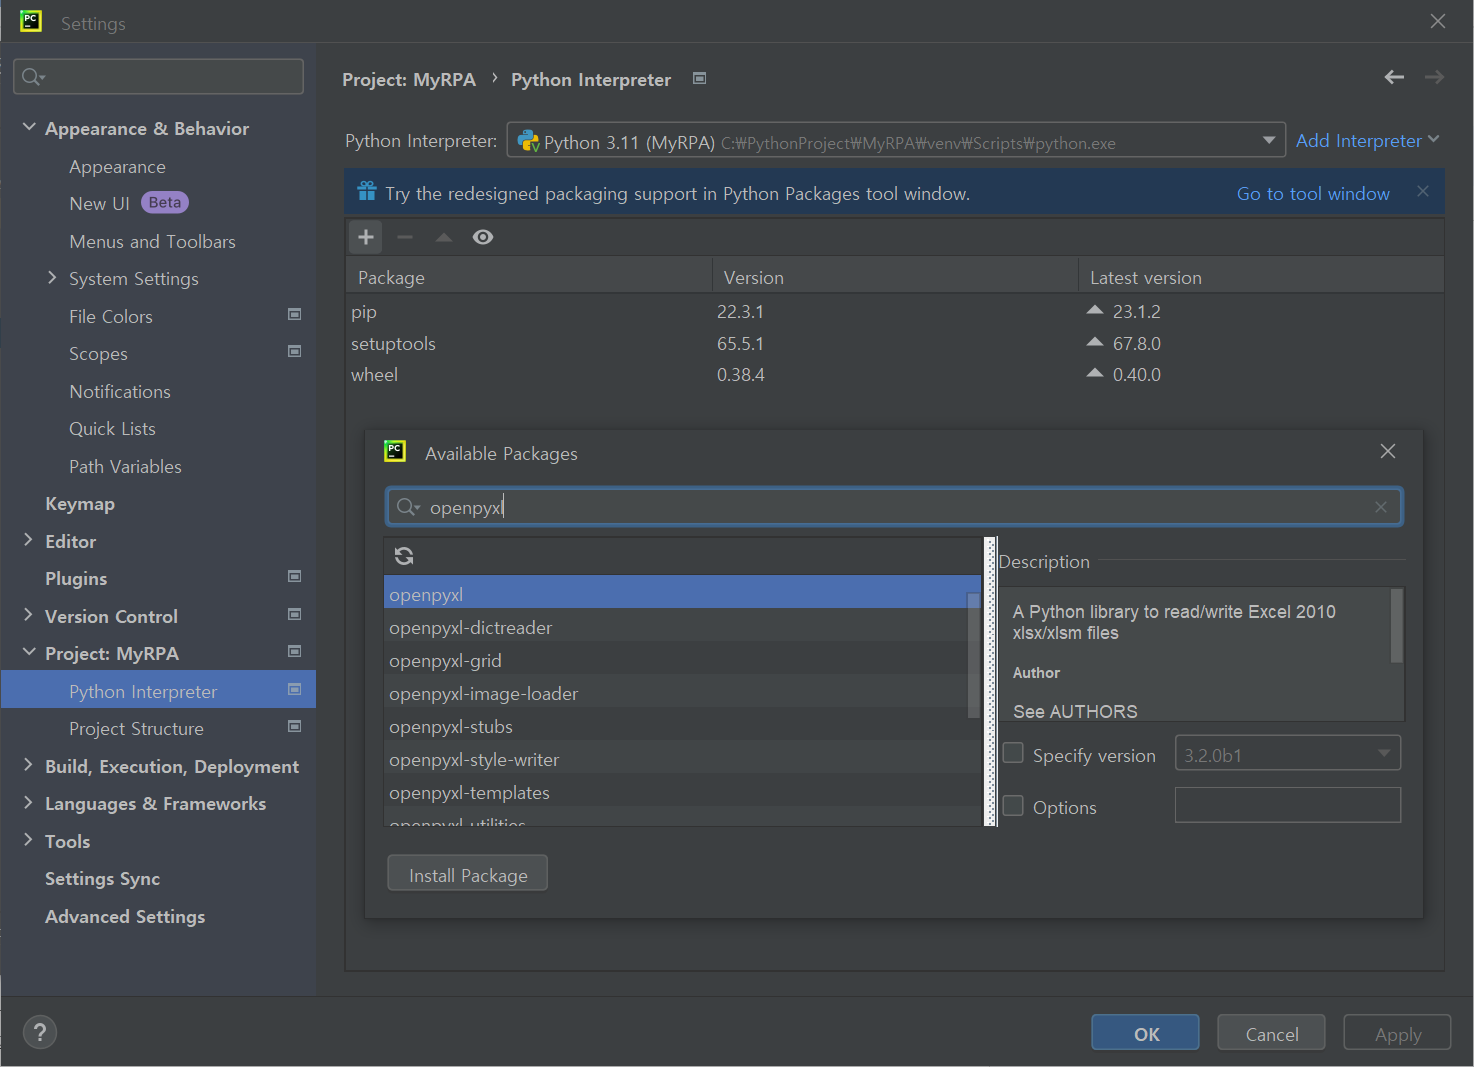 PC
Settings
Project: MyRPA › Python Interpreter
Python Interpreter: Python 3.11 (MyRPA) C:₩PythonProject₩MyRPA₩venv₩Scripts₩python.exe Add Interpreter
Try the redesigned packaging support in Python Packages tool window. Go to tool window
Appearance & Behavior
Appearance
New UI Beta
Menus and Toolbars
System Settings
File Colors
Scopes
Notifications
Quick Lists
Path Variables
Keymap
Editor
Plugins
Version Control
Project: MyRPA
Python Interpreter
Project Structure
Build, Execution, Deployment
Languages & Frameworks
Tools
Settings Sync
Advanced Settings
Package Version Latest version
pip 22.3.1 23.1.2
setuptools 65.5.1 67.8.0
wheel 0.38.4 0.40.0
PC
Available Packages
openpyxl
openpyxl
openpyxl-dictreader
openpyxl-grid
openpyxl-image-loader
openpyxl-stubs
openpyxl-style-writer
openpyxl-templates
openpyxl-utilities
Description
A Python library to read/write Excel 2010
xlsx/xlsm files
Author
See AUTHORS
Specify version 3.2.0b1
Options
Install Package
?
OK Cancel Apply